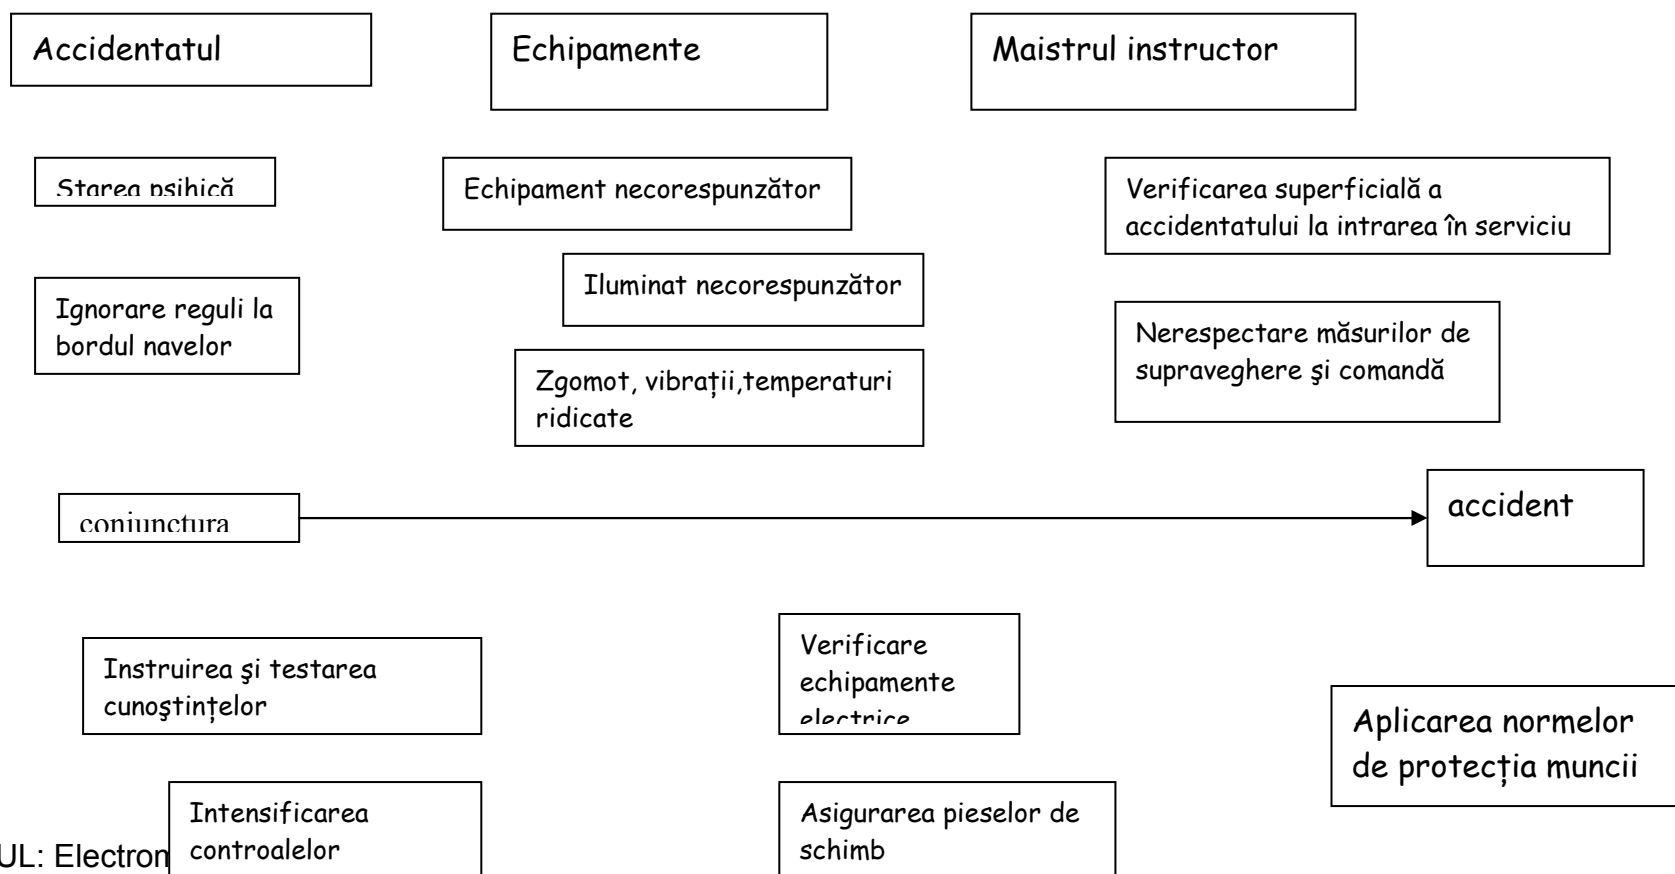 Accidentatul
Echipamente
Maistrul instructor
Starea psihică
Echipament necorespunzător
Verificarea superficială a
accidentatului la intrarea în serviciu
Iluminat necorespunzător
Ignorare reguli la
bordul navelor
Nerespectare măsurilor de
supraveghere şi comandă
Zgomot, vibrații,temperaturi
ridicate
conjunctura
accident
Instruirea şi testarea
cunoştințelor
Verificare
echipamente
electrice
Aplicarea normelor
de protecția muncii
Intensificarea
controalelor
Asigurarea pieselor de
schimb
UL: Electron